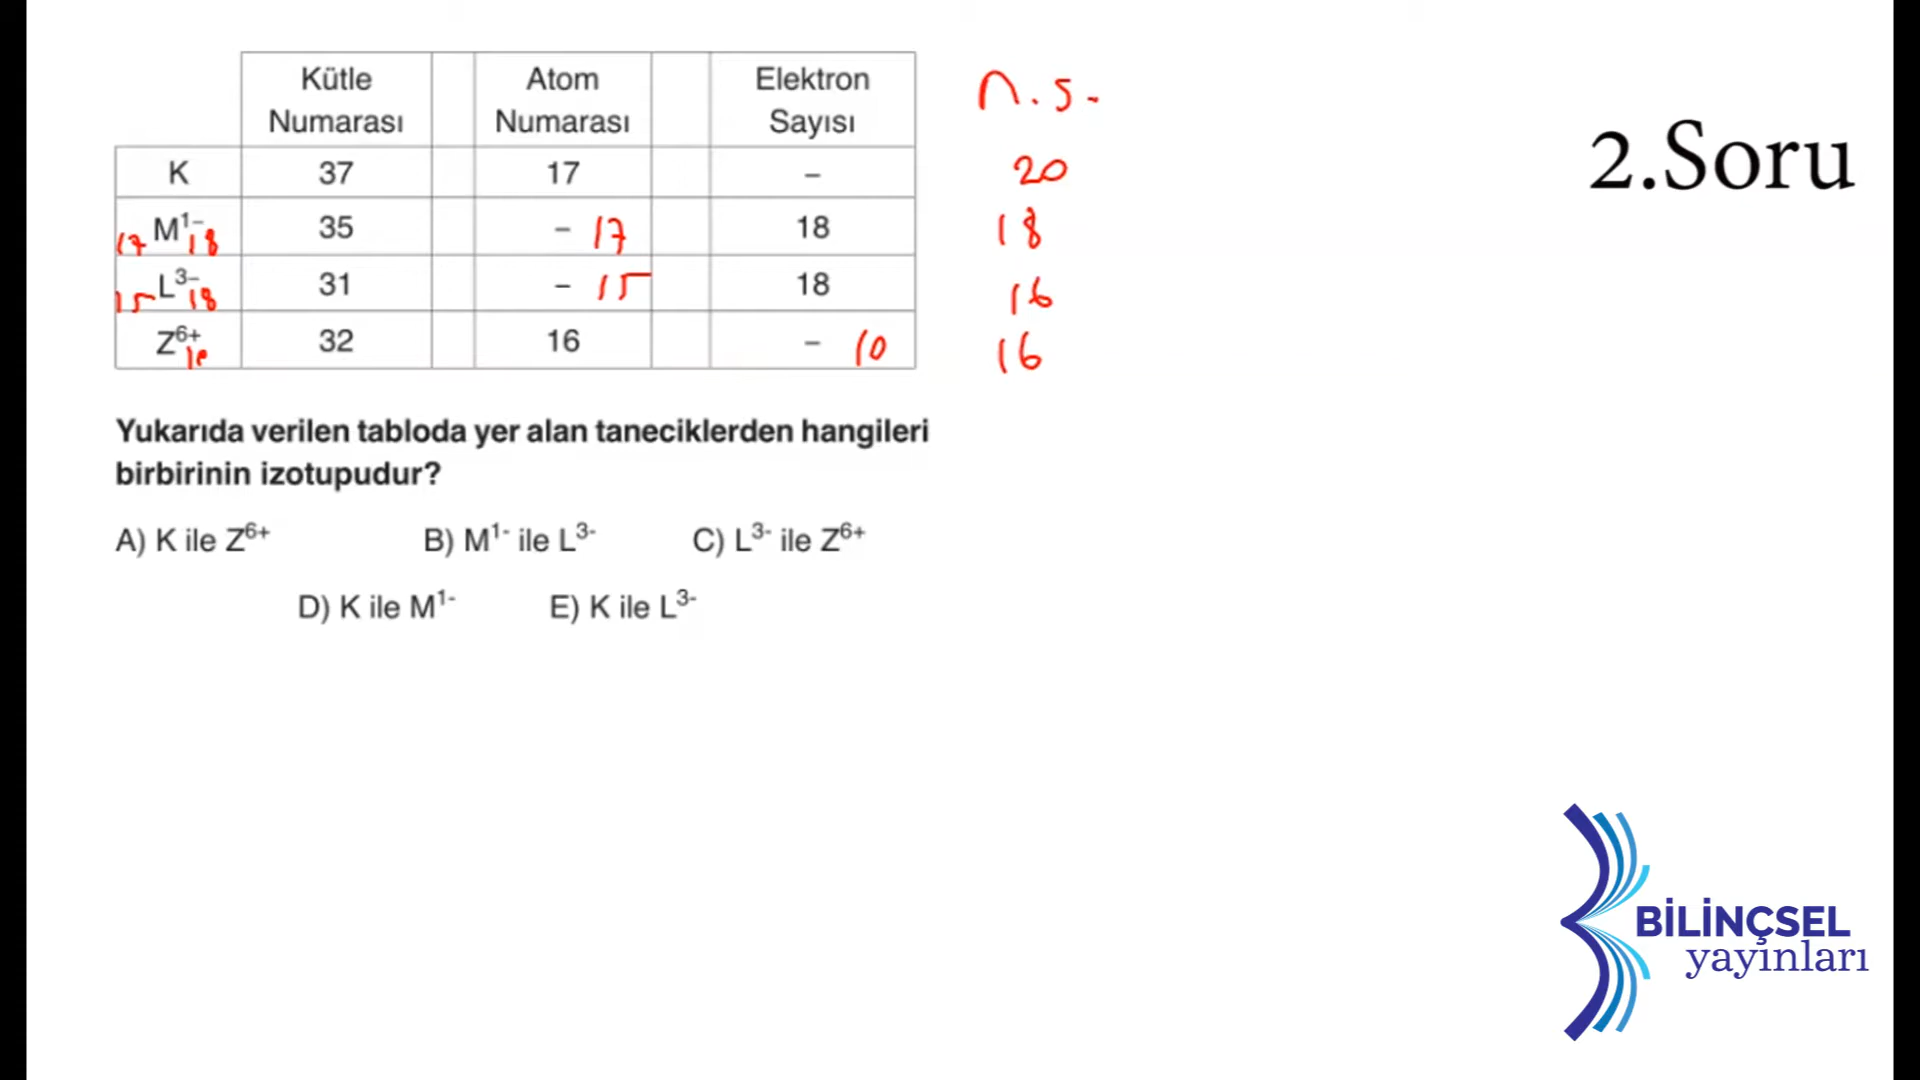 Kütle Numarası Atom Numarası Elektron Sayısı n.s.
K 37 17 – 20
17 M¹⁻ 18 35 – 17 18 18
15 L³⁻ 18 31 – 15 18 16
Z⁶⁺ 10 32 16 – 10 16
2.Soru
Yukarıda verilen tabloda yer alan taneciklerden hangileri
birbirinin izotupudur?
A) K ile Z⁶⁺ B) M¹⁻ ile L³⁻ C) L³⁻ ile Z⁶⁺
D) K ile M¹⁻ E) K ile L³⁻
BİLİNÇSEL
yayınları